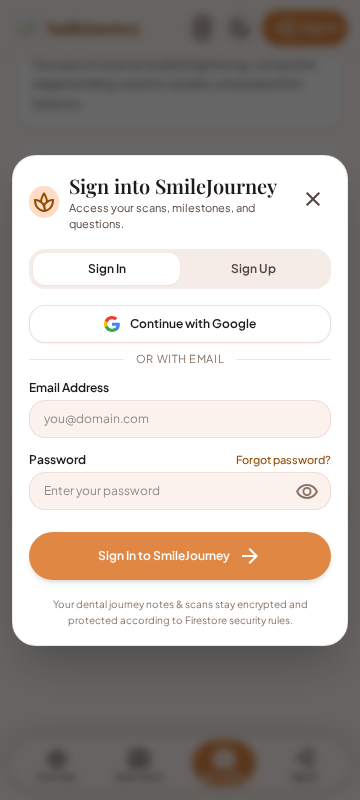 Sign into SmileJourney
Access your scans, milestones, and
questions.
Sign In
Sign Up
Continue with Google
OR WITH EMAIL
Email Address
you@domain.com
Password
Forgot password?
Enter your password
Sign In to SmileJourney
Your dental journey notes & scans stay encrypted and
protected according to Firestore security rules.